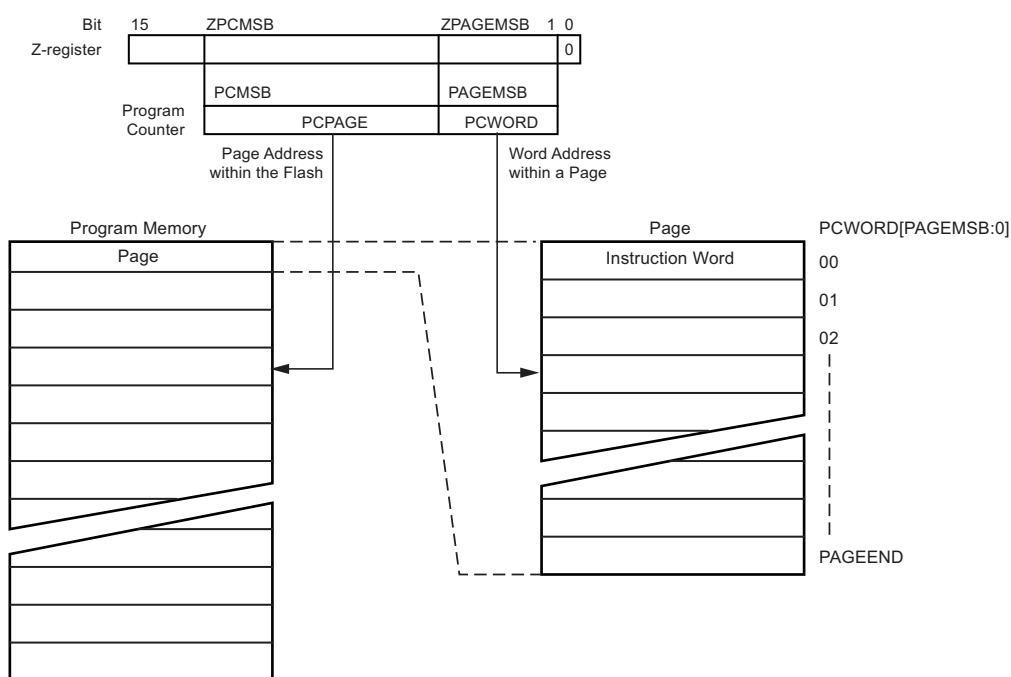 Bit 15 ZPCMSB ZPAGEMSB 1 0
Z-register 0
PCMSB PAGEMSB
Program
Counter
PCPAGE PCWORD
Page Address
within the Flash
Word Address
within a Page
Program Memory
Page
Page PCWORD[PAGEMSB:0]
Instruction Word 00
01
02
PAGEEND